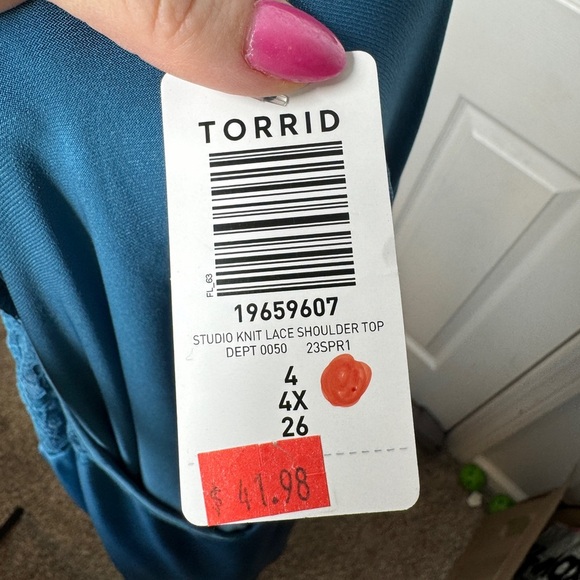 TORRID
FL_63
19659607
STUDIO KNIT LACE SHOULDER TOP
DEPT 0050 23SPR1
4
4X
26
$ 41.98